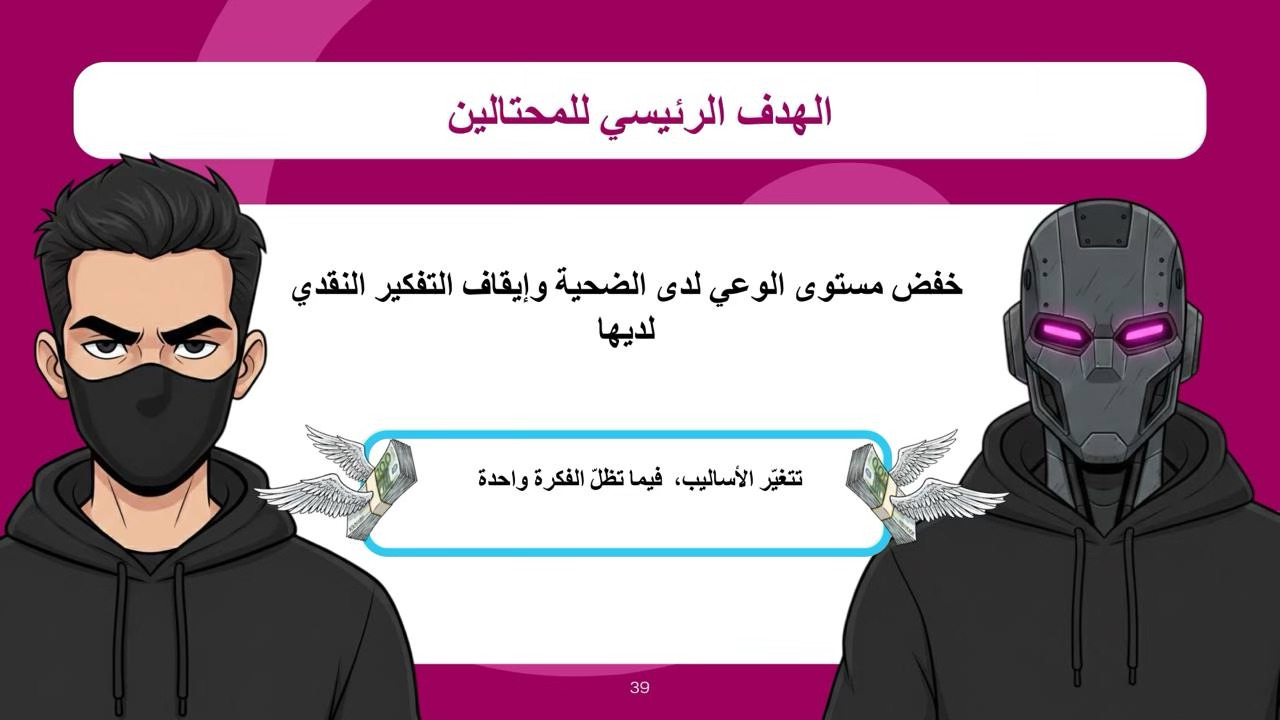 الهدف الرئيسي للمحتالين
خفض مستوى الوعي لدى الضحية وإيقاف التفكير النقدي
لديها
تتغيّر الأساليب، فيما تظلّ الفكرة واحدة
39